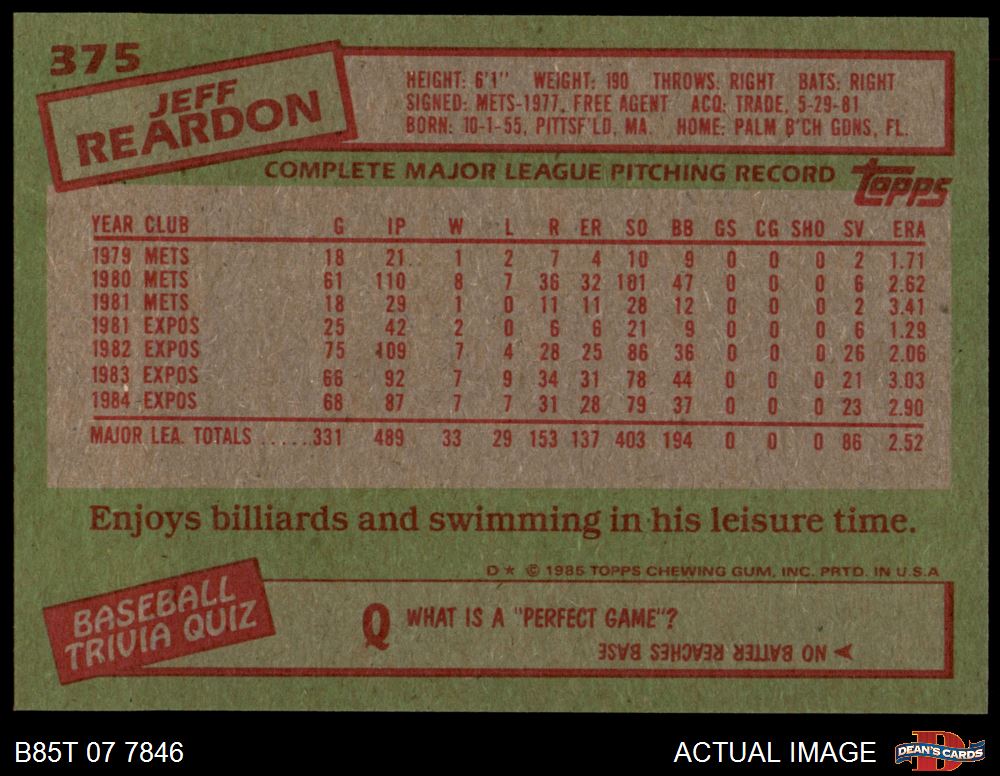 375
JEFF
REARDON
HEIGHT: 6'1" WEIGHT: 190 THROWS: RIGHT BATS: RIGHT
SIGNED: METS-1977, FREE AGENT ACQ: TRADE, 5-29-81
BORN: 10-1-55, PITTSF'LD, MA. HOME: PALM B'CH GDNS, FL.
COMPLETE MAJOR LEAGUE PITCHING RECORD topps
YEAR CLUB G IP W L R ER SO BB GS CG SHO SV ERA
1979 METS 18 21 1 2 7 4 10 9 0 0 0 2 1.71
1980 METS 61 110 8 7 36 32 101 47 0 0 0 6 2.62
1981 METS 18 29 1 0 11 11 28 12 0 0 0 2 3.41
1981 EXPOS 25 42 2 0 6 6 21 9 0 0 0 6 1.29
1982 EXPOS 75 109 7 4 28 25 86 36 0 0 0 26 2.06
1983 EXPOS 66 92 7 9 34 31 78 44 0 0 0 21 3.03
1984 EXPOS 68 87 7 7 31 28 79 37 0 0 0 23 2.90
MAJOR LEA. TOTALS ......331 489 33 29 153 137 403 194 0 0 0 86 2.52
Enjoys billiards and swimming in his leisure time.
D★ © 1985 TOPPS CHEWING GUM, INC. PRTD. IN U.S.A
BASEBALL
TRIVIA QUIZ
Q WHAT IS A "PERFECT GAME"?
NO BATTER REACHES BASE
B85T 07 7846
ACTUAL IMAGE
D
DEAN'S CARDS